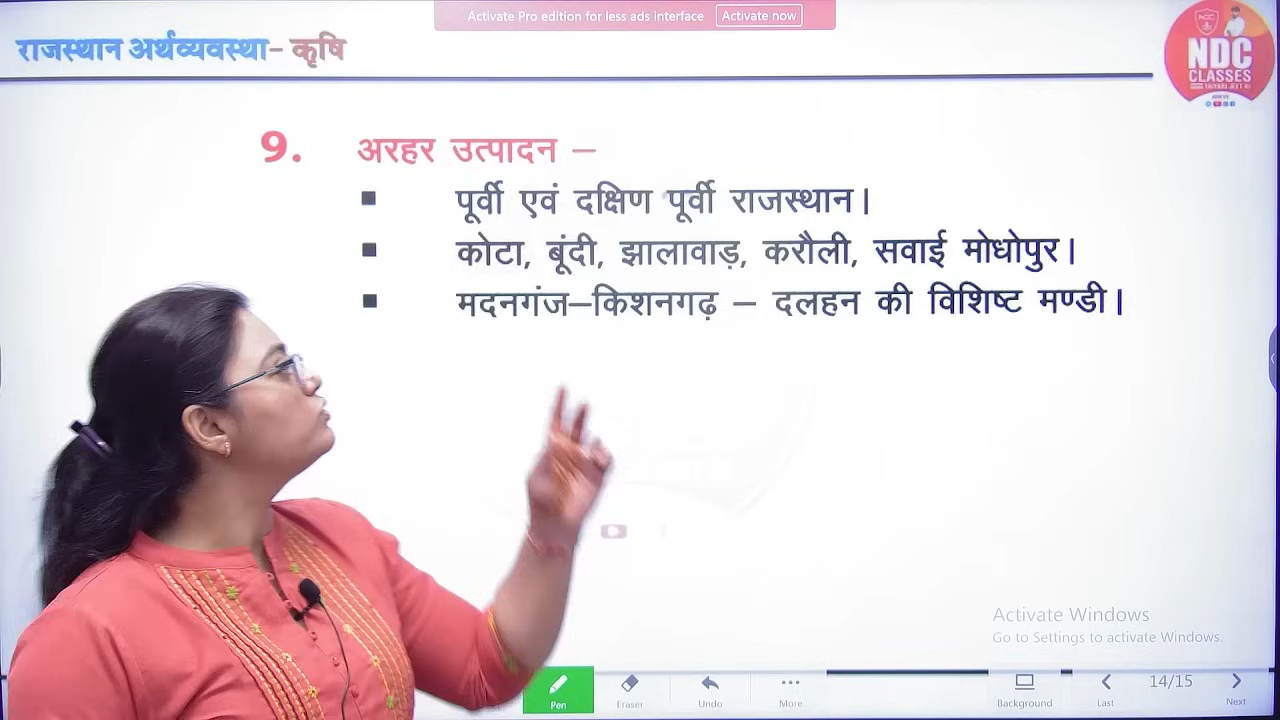 Activate Pro edition for less ads interface Activate now
राजस्थान अर्थव्यवस्था- कृषि
NCC
NDC
CLASSES
9. अरहर उत्पादन –
▪ पूर्वी एवं दक्षिण पूर्वी राजस्थान।
▪ कोटा, बूंदी, झालावाड़, करौली, सवाई मोधोपुर।
▪ मदनगंज–किशनगढ़ – दलहन की विशिष्ट मण्डी।
Activate Windows
Go to Settings to activate Windows.
Pen Eraser Undo More Background Last 14/15 Next